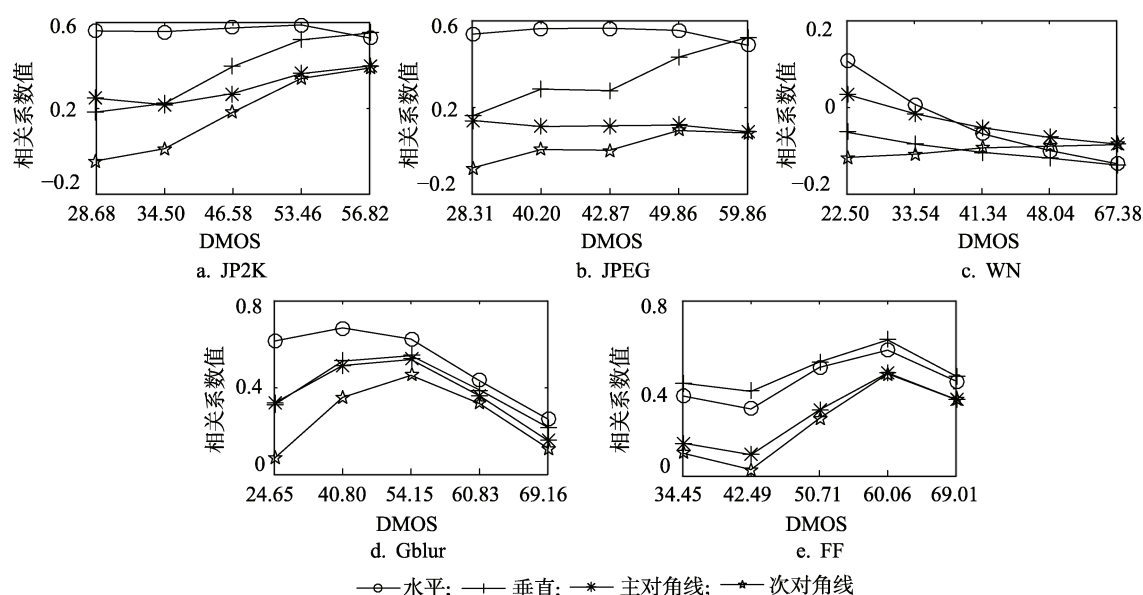 0.6
0.2
−0.2
相关系数值
28.68 34.50 46.58 53.46 56.82
DMOS
a. JP2K
0.6
0.2
−0.2
相关系数值
28.31 40.20 42.87 49.86 59.86
DMOS
b. JPEG
0.2
0
−0.2
相关系数值
22.50 33.54 41.34 48.04 67.38
DMOS
c. WN
0.8
0.4
0
相关系数值
24.65 40.80 54.15 60.83 69.16
DMOS
d. Gblur
0.8
0.4
0
相关系数值
34.45 42.49 50.71 60.06 69.01
DMOS
e. FF
水平; 垂直; 主对角线; 次对角线